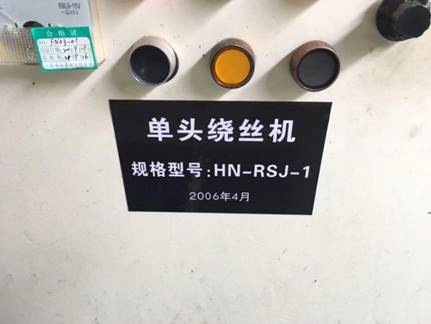 合格证
单头绕丝机
规格型号:HN-RSJ-1
2006年4月